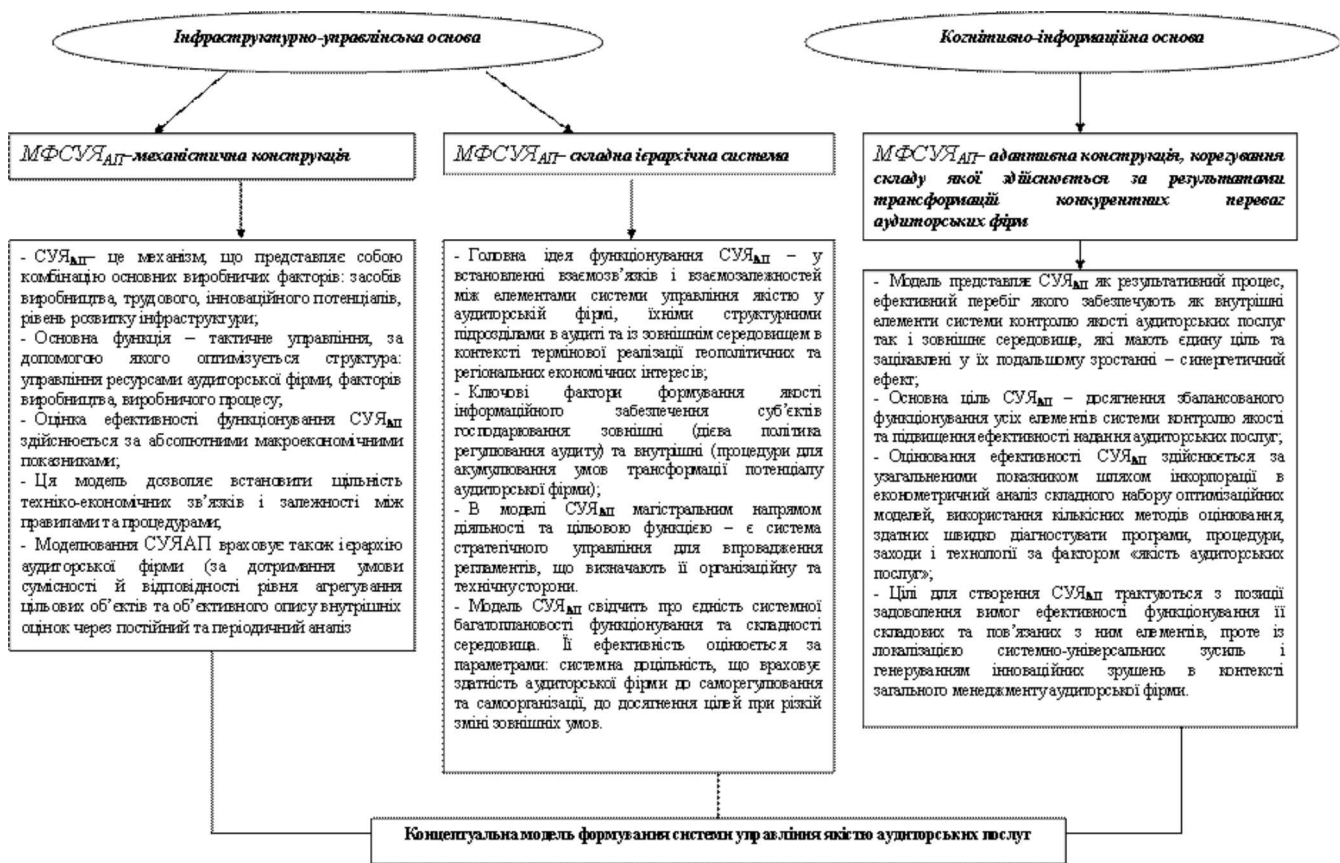 Інфраструктурно-управлінська основа
Когнитивно-інформаційна основа
МФСУЯАП–механістична конструкція
МФСУЯАП– складна ієрархічна система
МФСУЯАП– адаптивна конструкція, корегування
складу якої здійснюється за результатами
трансформацій конкурентних переваг
аудиторських фірм
- СУЯАП– це механізм, що представляє собою
комбінацію основних виробничих факторів: засобів
виробництва, трудового, інноваційного потенціалів,
рівень розвитку інфраструктури;
- Основна функція – тактичне управління, за
допомогою якого оптимізується структура:
управління ресурсами аудиторської фірми, факторів
виробництва, виробничого процесу;
- Оцінка ефективності функціонування СУЯАП
здійснюється за абсолютними макроекономічними
показниками;
- Ця модель дозволяє встановити щільність
техніко-економічних зв’язків і залежності між
правилами та процедурами;
- Моделювання СУЯАП враховує також ієрархію
аудиторської фірми (за дотримання умови
сумісності й відповідності рівня агрегування
цільових об’єктів та об’єктивного опису внутрішніх
оцінок через постійний та періодичний аналіз
- Головна ідея функціонування СУЯАП – у
встановленні взаємозв’язків і взаємозалежностей
між елементами системи управління якістю у
аудиторській фірмі, їхніми структурними
підрозділами в аудиті та із зовнішнім середовищем в
контексті термінової реалізації геополітичних та
регіональних економічних інтересів;
- Ключові фактори формування якості
інформаційного забезпечення суб’єктів
господарювання зовнішні (дієва політика
регулювання аудиту) та внутрішні (процедури для
акумулювання умов трансформації потенціалу
аудиторської фірми);
- В моделі СУЯАП магістральним напрямом
діяльності та цільовою функцією – є система
стратегічного управління для впровадження
регламентів, що визначають її організаційну та
технічну сторони.
- Модель СУЯАП свідчить про єдність системної
багатоплановості функціонування та складності
середовища. Її ефективність оцінюється за
параметрами: системна доцільність, що враховує
здатність аудиторської фірми до саморегулювання
та самоорганізації, до досягнення цілей при різкій
зміні зовнішніх умов.
- Модель представляє СУЯАП як результативний процес,
ефективний перебіг якого забезпечують як внутрішні
елементи системи контролю якості аудиторських послуг
так і зовнішнє середовище, які мають єдину ціль та
зацікавлені у їх подальшому зростанні – синергетичний
ефект;
- Основна ціль СУЯАП – досягнення збалансованого
функціонування усіх елементів системи контролю якості
та підвищення ефективності надання аудиторських послуг;
- Оцінювання ефективності СУЯАП здійснюється за
узагальненими показником шляхом інкорпорації в
економетричний аналіз складного набору оптимізаційних
моделей, використання кількісних методів оцінювання,
здатних швидко діагностувати програми, процедури,
заходи і технології за фактором «якість аудиторських
послуг»;
- Цілі для створення СУЯАП трактуються з позиції
задоволення вимог ефективності функціонування її
складових та пов’язаних з ним елементів, проте із
локалізацією системно-універсальних зусиль і
генеруванням інноваційних зрушень в контексті
загального менеджменту аудиторської фірми.
Концептуальна модель формування системи управління якістю аудиторських послуг